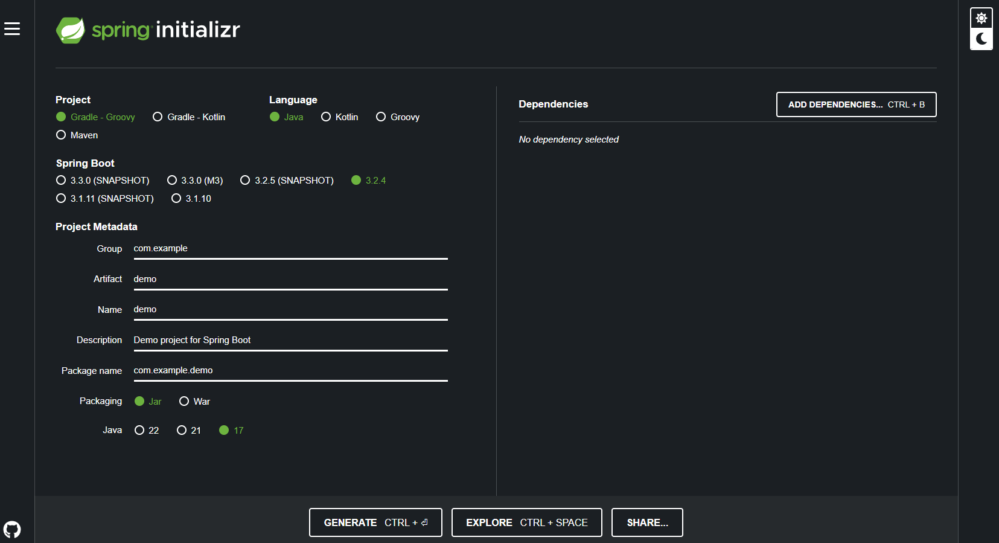 spring initializr
Project
Gradle - Groovy Gradle - Kotlin
Maven
Language
Java Kotlin Groovy
Spring Boot
3.3.0 (SNAPSHOT) 3.3.0 (M3) 3.2.5 (SNAPSHOT) 3.2.4
3.1.11 (SNAPSHOT) 3.1.10
Project Metadata
Group com.example
Artifact demo
Name demo
Description Demo project for Spring Boot
Package name com.example.demo
Packaging Jar War
Java 22 21 17
Dependencies
ADD DEPENDENCIES... CTRL + B
No dependency selected
GENERATE CTRL + ⏎
EXPLORE CTRL + SPACE
SHARE...